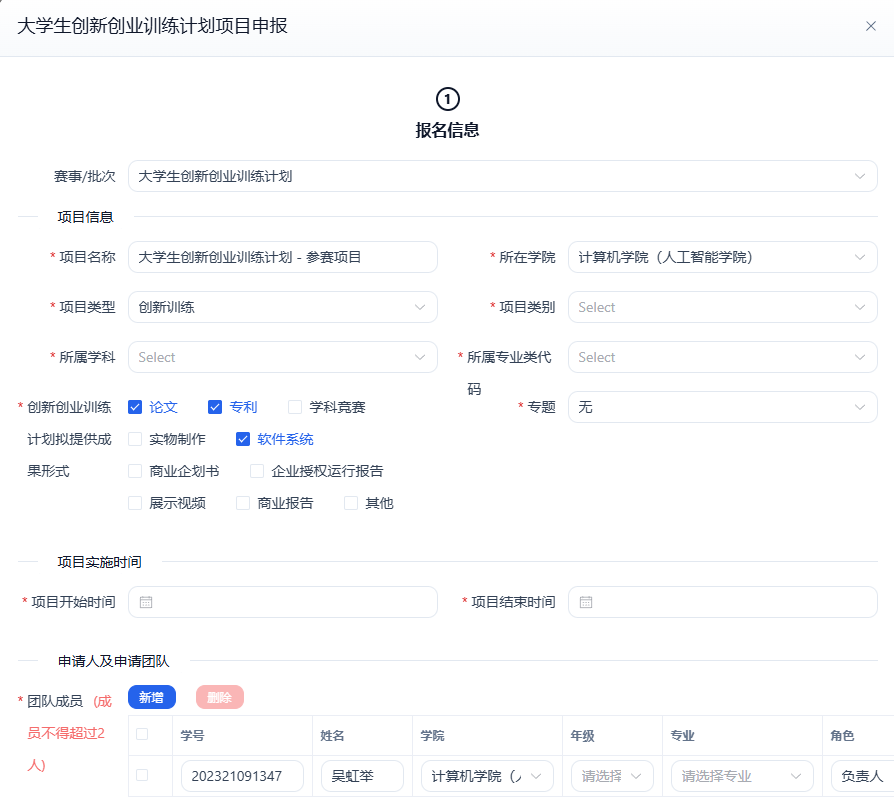 大学生创新创业训练计划项目申报
1
报名信息
赛事/批次 大学生创新创业训练计划
项目信息
* 项目名称 大学生创新创业训练计划 - 参赛项目 * 所在学院 计算机学院（人工智能学院）
* 项目类型 创新训练 * 项目类别 Select
* 所属学科 Select * 所属专业类代码 Select
* 创新创业训练计划拟提供成果形式 论文 专利 学科竞赛 * 专题 无
实物制作 软件系统
商业企划书 企业授权运行报告
展示视频 商业报告 其他
项目实施时间
* 项目开始时间 * 项目结束时间
申请人及申请团队
* 团队成员 (成员不得超过2人) 新增 删除
学号 姓名 学院 年级 专业 角色
202321091347 吴虹举 计算机学院（ 请选择 请选择专业 负责人